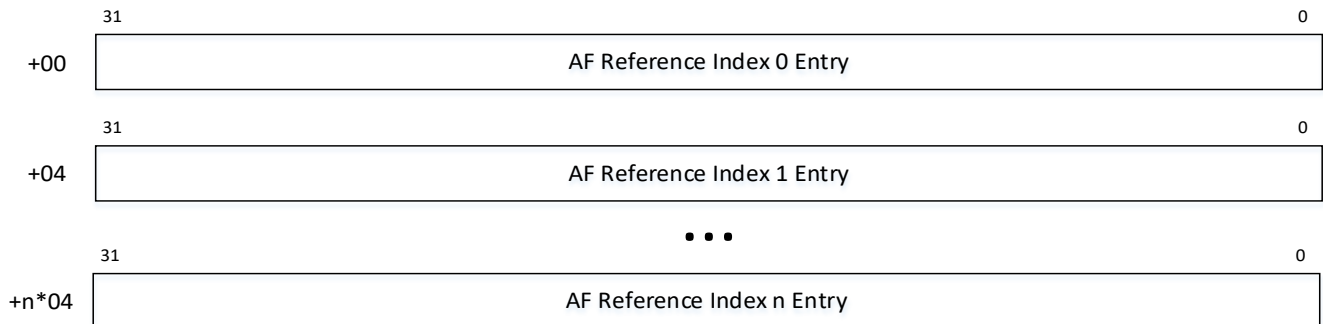 31 0
+00 AF Reference Index 0 Entry
31 0
+04 AF Reference Index 1 Entry
...
31 0
+n*04 AF Reference Index n Entry